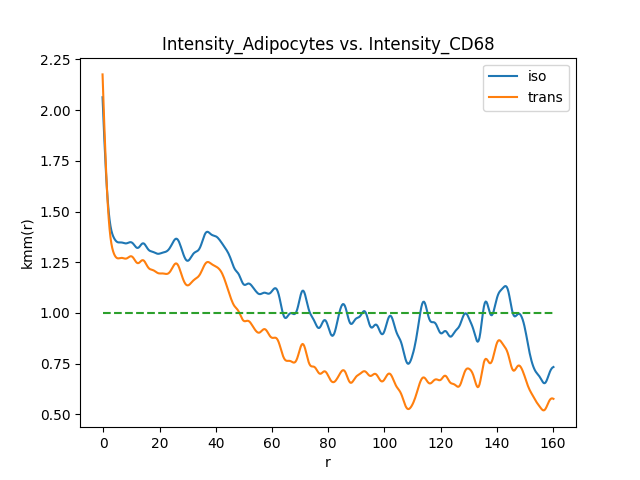 Intensity_Adipocytes vs. Intensity_CD68
iso
trans
kmm(r)
2.25
2.00
1.75
1.50
1.25
1.00
0.75
0.50
0 20 40 60 80 100 120 140 160
r